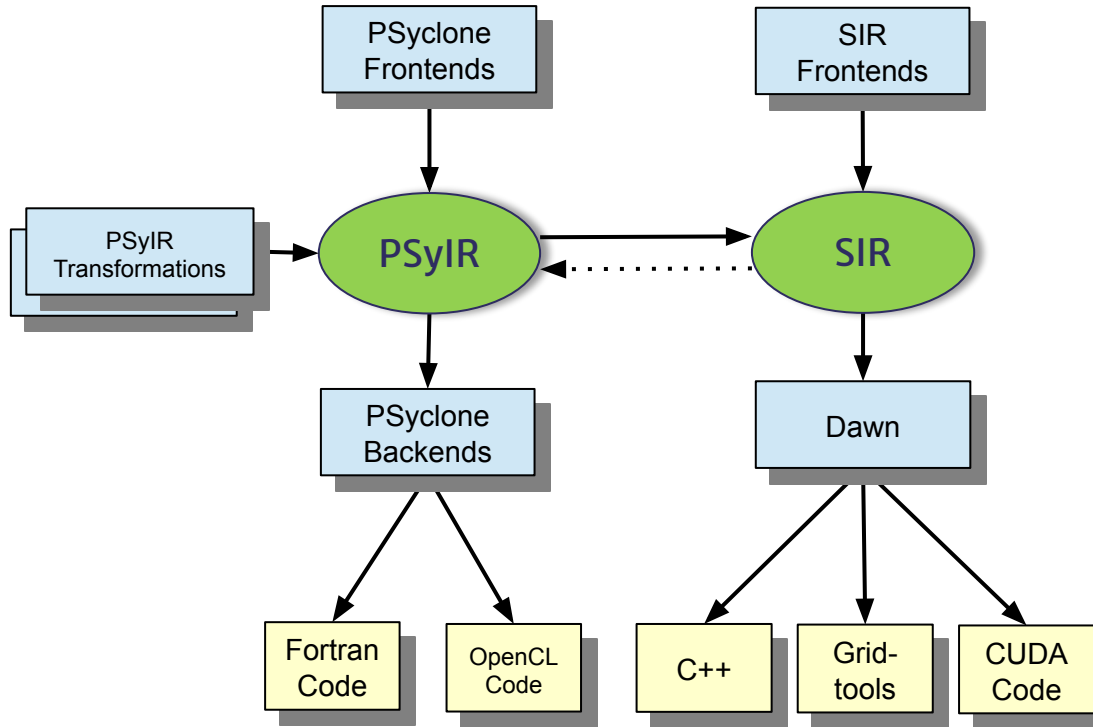 PSyclone
Frontends
SIR
Frontends
PSyIR
Transformations
PSyIR
SIR
PSyclone
Backends
Dawn
Fortran
Code
OpenCL
Code
C++
Grid-
tools
CUDA
Code